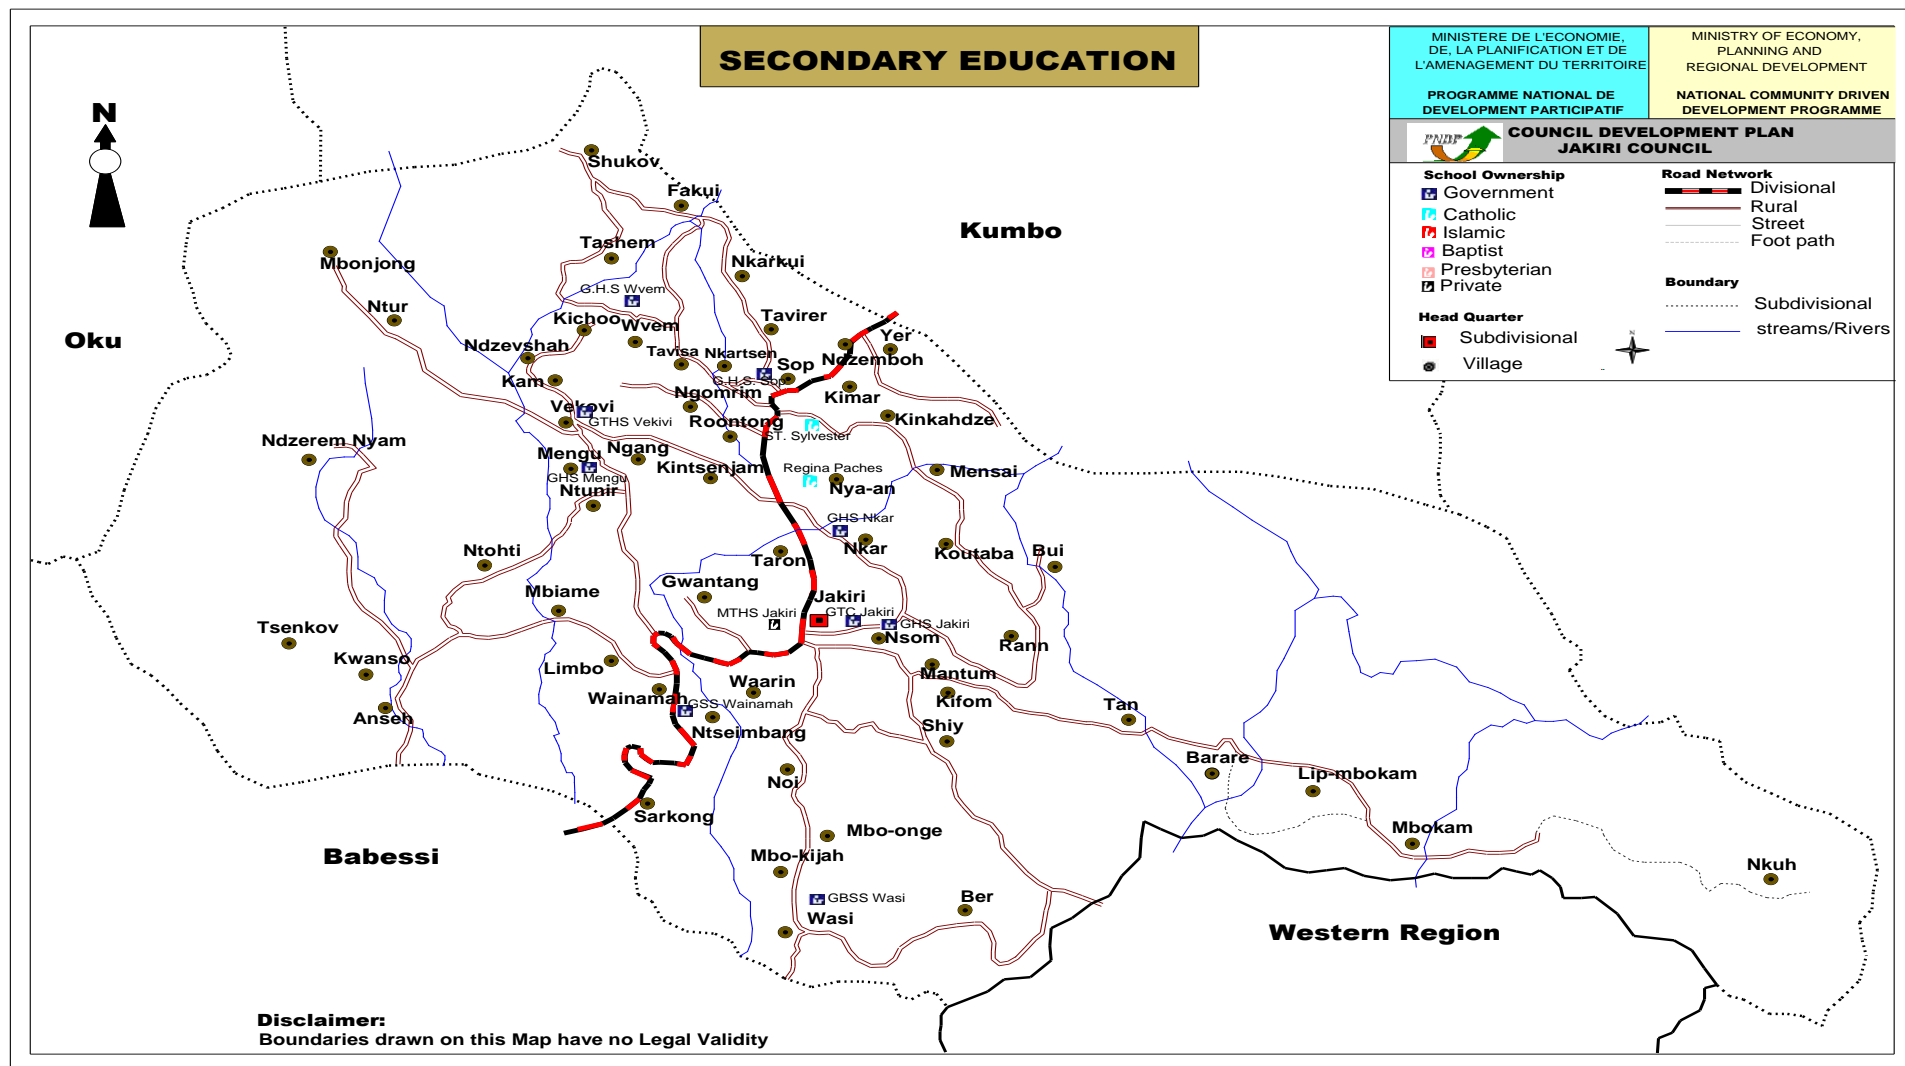 SECONDARY EDUCATION
MINISTERE DE L'ECONOMIE,
DE, LA PLANIFICATION ET DE
L'AMENAGEMENT DU TERRITOIRE
PROGRAMME NATIONAL DE
DEVELOPMENT PARTICIPATIF
MINISTRY OF ECONOMY,
PLANNING AND
REGIONAL DEVELOPMENT
NATIONAL COMMUNITY DRIVEN
DEVELOPMENT PROGRAMME
PNDP
COUNCIL DEVELOPMENT PLAN
JAKIRI COUNCIL
School Ownership
Government
Catholic
Islamic
Baptist
Presbyterian
Private
Head Quarter
Subdivisional
Village
Road Network
Divisional
Rural
Street
Foot path
Boundary
Subdivisional
streams/Rivers
N
N
Shukov
Fakui
Kumbo
Tashem
Mbonjong
Nkarkui
G.H.S Wvem
Ntur
Kichoo
Wvem
Tavirer
Oku
Ndzevshah
Tavisa
Nkartsen
Sop
Ndzemboh
Yer
Kam
G.H.S. Sop
Ngomrim
Kimar
Vekovi
GTHS Vekivi
Roontong
Kinkahdze
ST. Sylvester
Ndzerem Nyam
Mengu
Ngang
Kintsenjam
Regina Paches
Mensai
GHS Mengu
Nya-an
Ntunir
GHS Nkar
Ntohti
Taron
Nkar
Koutaba
Bui
Gwantang
Mbiame
Jakiri
MTHS Jakiri
GTC Jakiri
GHS Jakiri
Tsenkov
Nsom
Rann
Kwanso
Limbo
Waarin
Mantum
Wainamah
GSS Wainamah
Kifom
Tan
Anseh
Ntseimbang
Shiy
Barare
Lip-mbokam
Noi
Sarkong
Mbo-onge
Mbokam
Babessi
Mbo-kijah
Nkuh
GBSS Wasi
Ber
Wasi
Western Region
Disclaimer:
Boundaries drawn on this Map have no Legal Validity